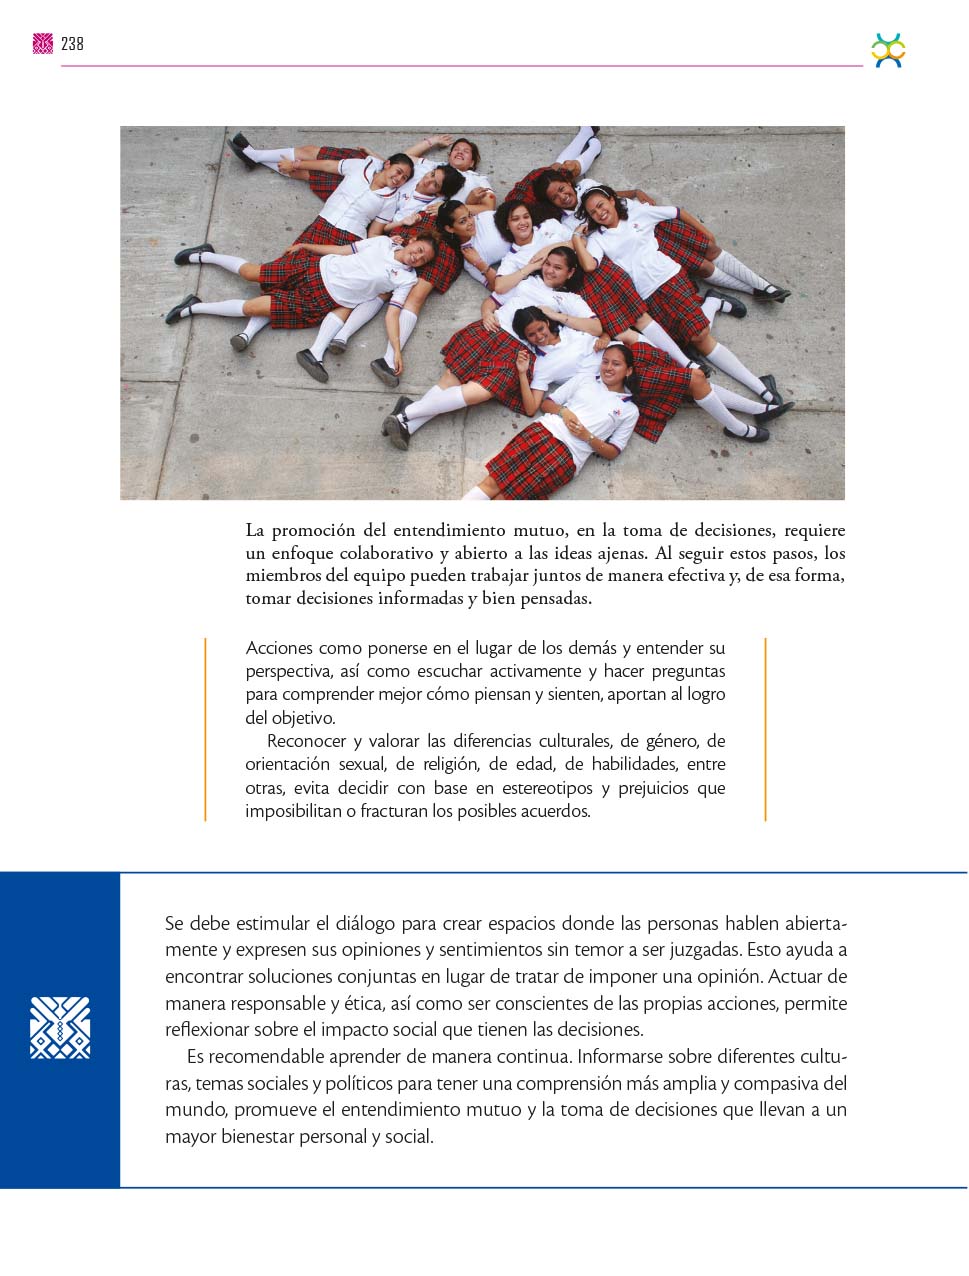 238
La promoción del entendimiento mutuo, en la toma de decisiones, requiere
un enfoque colaborativo y abierto a las ideas ajenas. Al seguir estos pasos, los
miembros del equipo pueden trabajar juntos de manera efectiva y, de esa forma,
tomar decisiones informadas y bien pensadas.
Acciones como ponerse en el lugar de los demás y entender su
perspectiva, así como escuchar activamente y hacer preguntas
para comprender mejor cómo piensan y sienten, aportan al logro
del objetivo.
Reconocer y valorar las diferencias culturales, de género, de
orientación sexual, de religión, de edad, de habilidades, entre
otras, evita decidir con base en estereotipos y prejuicios que
imposibilitan o fracturan los posibles acuerdos.
Se debe estimular el diálogo para crear espacios donde las personas hablen abierta-
mente y expresen sus opiniones y sentimientos sin temor a ser juzgadas. Esto ayuda a
encontrar soluciones conjuntas en lugar de tratar de imponer una opinión. Actuar de
manera responsable y ética, así como ser conscientes de las propias acciones, permite
reflexionar sobre el impacto social que tienen las decisiones.
Es recomendable aprender de manera continua. Informarse sobre diferentes cultu-
ras, temas sociales y políticos para tener una comprensión más amplia y compasiva del
mundo, promueve el entendimiento mutuo y la toma de decisiones que llevan a un
mayor bienestar personal y social.